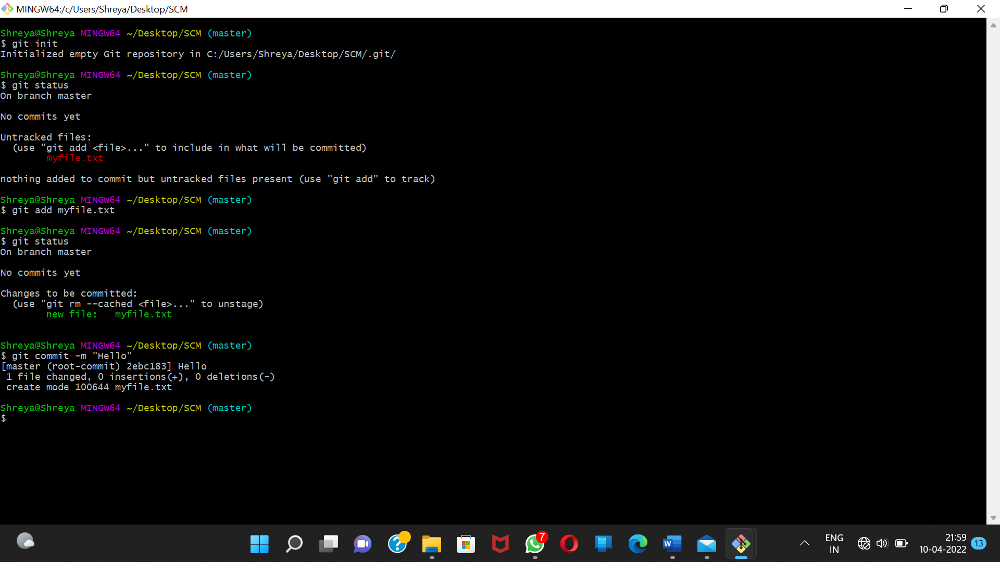 MINGW64:/c/Users/Shreya/Desktop/SCM
Shreya@Shreya MINGW64 ~/Desktop/SCM (master)
$ git init
Initialized empty Git repository in C:/Users/Shreya/Desktop/SCM/.git/
Shreya@Shreya MINGW64 ~/Desktop/SCM (master)
$ git status
On branch master
No commits yet
Untracked files:
  (use "git add <file>..." to include in what will be committed)
        myfile.txt
nothing added to commit but untracked files present (use "git add" to track)
Shreya@Shreya MINGW64 ~/Desktop/SCM (master)
$ git add myfile.txt
Shreya@Shreya MINGW64 ~/Desktop/SCM (master)
$ git status
On branch master
No commits yet
Changes to be committed:
  (use "git rm --cached <file>..." to unstage)
        new file:   myfile.txt
Shreya@Shreya MINGW64 ~/Desktop/SCM (master)
$ git commit -m "Hello"
[master (root-commit) 2ebc183] Hello
 1 file changed, 0 insertions(+), 0 deletions(-)
 create mode 100644 myfile.txt
Shreya@Shreya MINGW64 ~/Desktop/SCM (master)
$
?
7
W
ENG
IN
21:59
10-04-2022
13